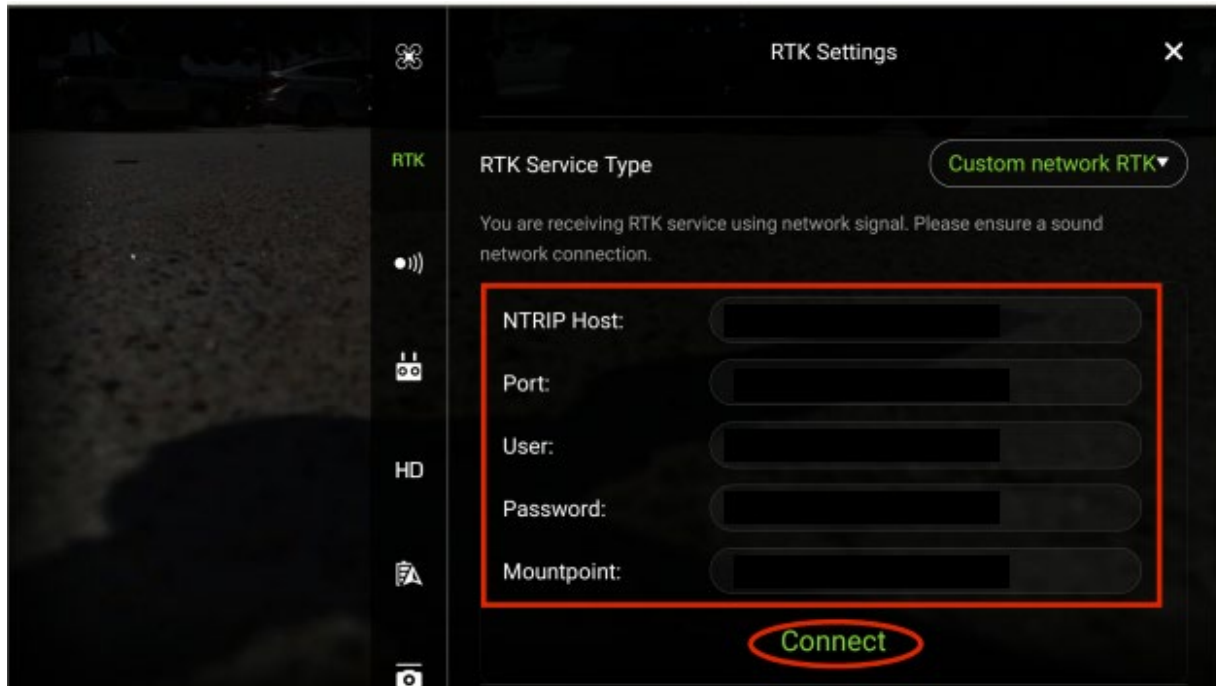 RTK Settings
RTK
RTK Service Type
Custom network RTK
You are receiving RTK service using network signal. Please ensure a sound
network connection.
NTRIP Host:
Port:
User:
HD
Password:
Mountpoint:
Connect